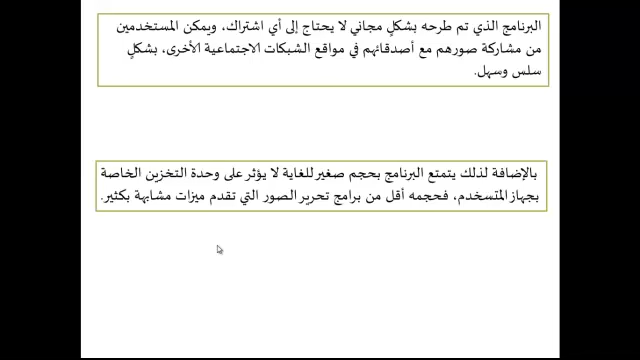 البرنامج الذي تم طرحه بشكلٍ مجاني لا يحتاج إلى أي اشتراك، ويمكن المستخدمين
من مشاركة صورهم مع أصدقائهم في مواقع الشبكات الاجتماعية الأخرى، بشكلٍ
سلس وسهل.
بالإضافة لذلك يتمتع البرنامج بحجم صغير للغاية لا يؤثر على وحدة التخزين الخاصة
بجهاز المتسخدم، فحجمه أقل من برامج تحرير الصور التي تقدم ميزات مشابهة بكثير.